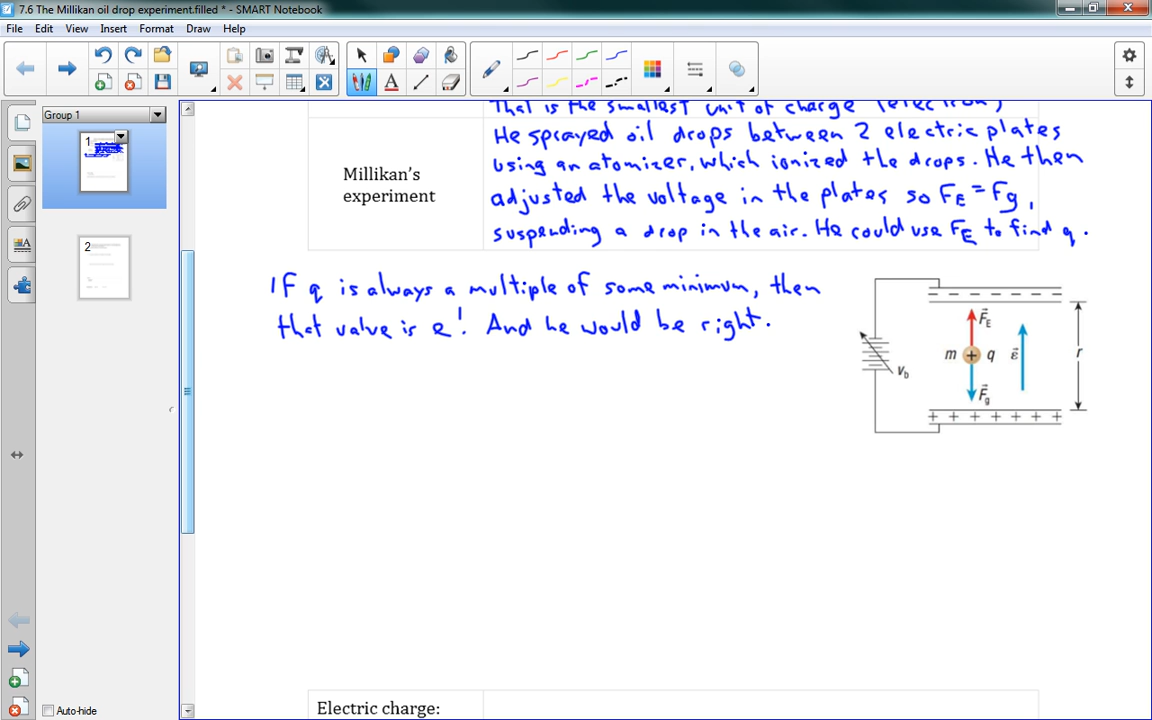 7.6 The Millikan oil drop experiment.filled * - SMART Notebook
File Edit View Insert Format Draw Help
Group 1
1
2
That is the smallest unit of charge (electron)
He sprayed oil drops between 2 electric plates
using an atomizer, which ionized the drops. He then
Millikan's
experiment
adjusted the voltage in the plates so FE = Fg,
suspending a drop in the air. He could use FE to find q.
If q is always a multiple of some minimum, then
that value is e! And he would be right.
− − − − − − −
F⃗E
m + q ε⃗ r
Vb
F⃗g
+ + + + + + +
Electric charge:
Auto-hide